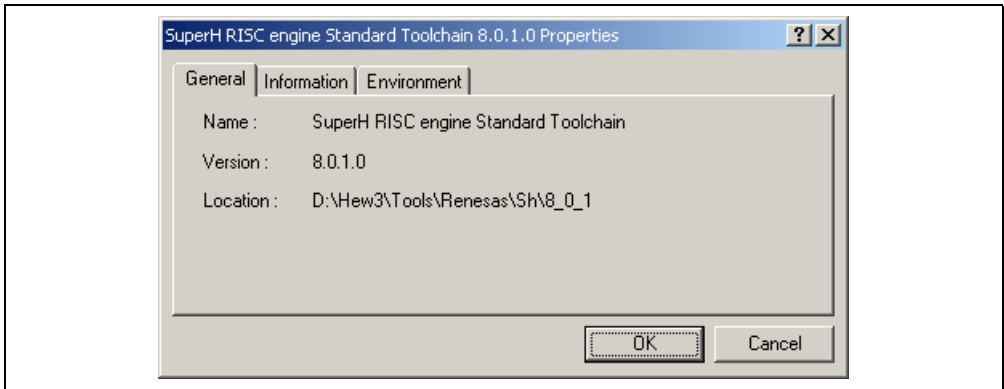 SuperH RISC engine Standard Toolchain 8.0.1.0 Properties
General Information Environment
Name : SuperH RISC engine Standard Toolchain
Version : 8.0.1.0
Location : D:\Hew3\Tools\Renesas\Sh\8_0_1
OK Cancel